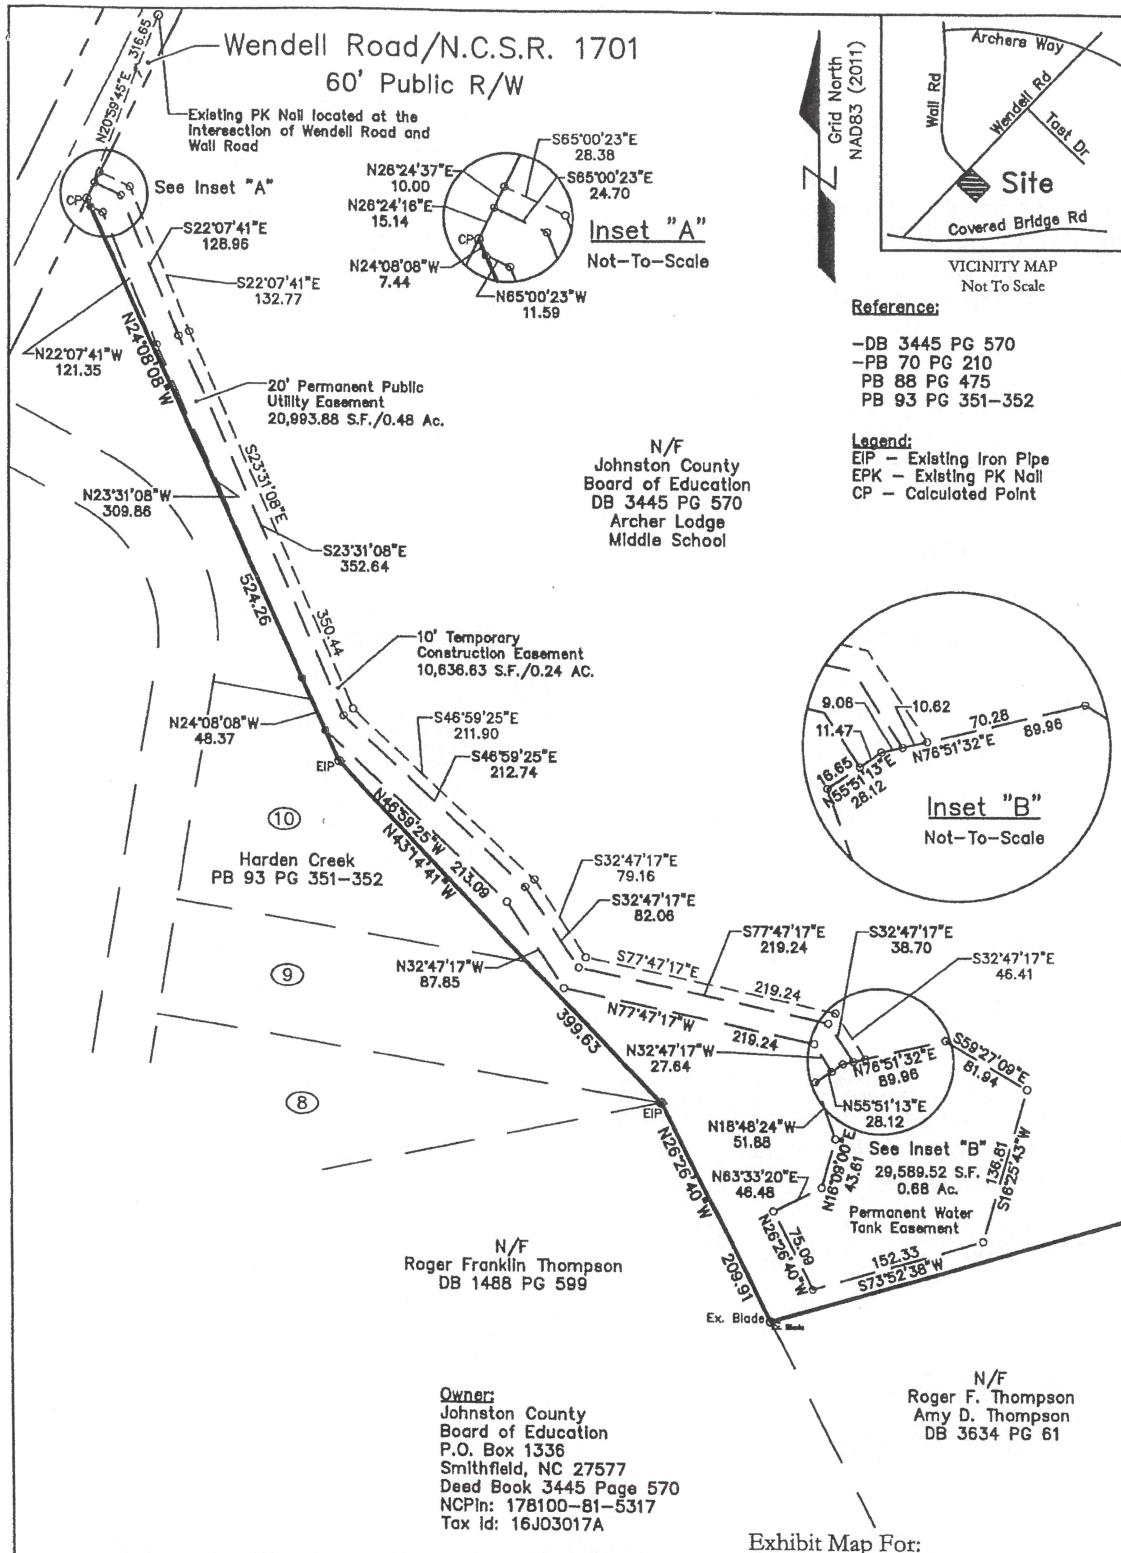 Wendell Road/N.C.S.R. 1701
60' Public R/W
N20°59'45"E
316.65
Existing PK Nail located at the
Intersection of Wendell Road and
Wall Road
See Inset "A"
CP
S22°07'41"E
128.96
S22°07'41"E
132.77
N22°07'41"W
121.35
N24°08'08"W
524.26
20' Permanent Public
Utility Easement
20,993.88 S.F./0.48 Ac.
N26°24'37"E
10.00
N26°24'16"E
15.14
CP
N24°08'08"W
7.44
S65°00'23"E
28.38
S65°00'23"E
24.70
Inset "A"
Not-To-Scale
N65°00'23"W
11.59
Grid North
NAD83 (2011)
Archers Way
Wall Rd
Wendell Rd
Tast Dr
Site
Covered Bridge Rd
VICINITY MAP
Not To Scale
Reference:
-DB 3445 PG 570
-PB 70 PG 210
PB 88 PG 475
PB 93 PG 351-352
Legend:
EIP - Existing Iron Pipe
EPK - Existing PK Nail
CP - Calculated Point
N/F
Johnston County
Board of Education
DB 3445 PG 570
Archer Lodge
Middle School
N23°31'08"W
309.86
S23°31'08"E
350.44
S23°31'08"E
352.64
10' Temporary
Construction Easement
10,636.63 S.F./0.24 AC.
N24°08'08"W
48.37
EIP
S46°59'25"E
211.90
S46°59'25"E
212.74
N46°59'25"W
213.09
N43°14'41"W
399.63
10
Harden Creek
PB 93 PG 351-352
9
8
9.06
11.47
10.62
70.28
N76°51'32"E
89.96
16.65
N55°51'13"E
28.12
Inset "B"
Not-To-Scale
S32°47'17"E
79.16
S32°47'17"E
82.06
N32°47'17"W
87.85
S77°47'17"E
219.24
S77°47'17"E
219.24
N77°47'17"W
219.24
S32°47'17"E
38.70
S32°47'17"E
46.41
N32°47'17"W
27.64
N76°51'32"E
89.96
S59°27'09"E
81.94
N55°51'13"E
28.12
See Inset "B"
29,589.52 S.F.
0.68 Ac.
Permanent Water
Tank Easement
N18°48'24"W
51.88
N16°09'00"E
43.61
N63°33'20"E
46.48
N26°26'40"W
75.09
136.81
S16°25'43"W
152.33
S73°52'38"W
EIP
N26°26'40"W
209.91
Ex. Blade
Ex. Blade
N/F
Roger Franklin Thompson
DB 1488 PG 599
N/F
Roger F. Thompson
Amy D. Thompson
DB 3634 PG 61
Owner:
Johnston County
Board of Education
P.O. Box 1336
Smithfield, NC 27577
Deed Book 3445 Page 570
NCPin: 178100-81-5317
Tax Id: 16J03017A
Exhibit Map For: